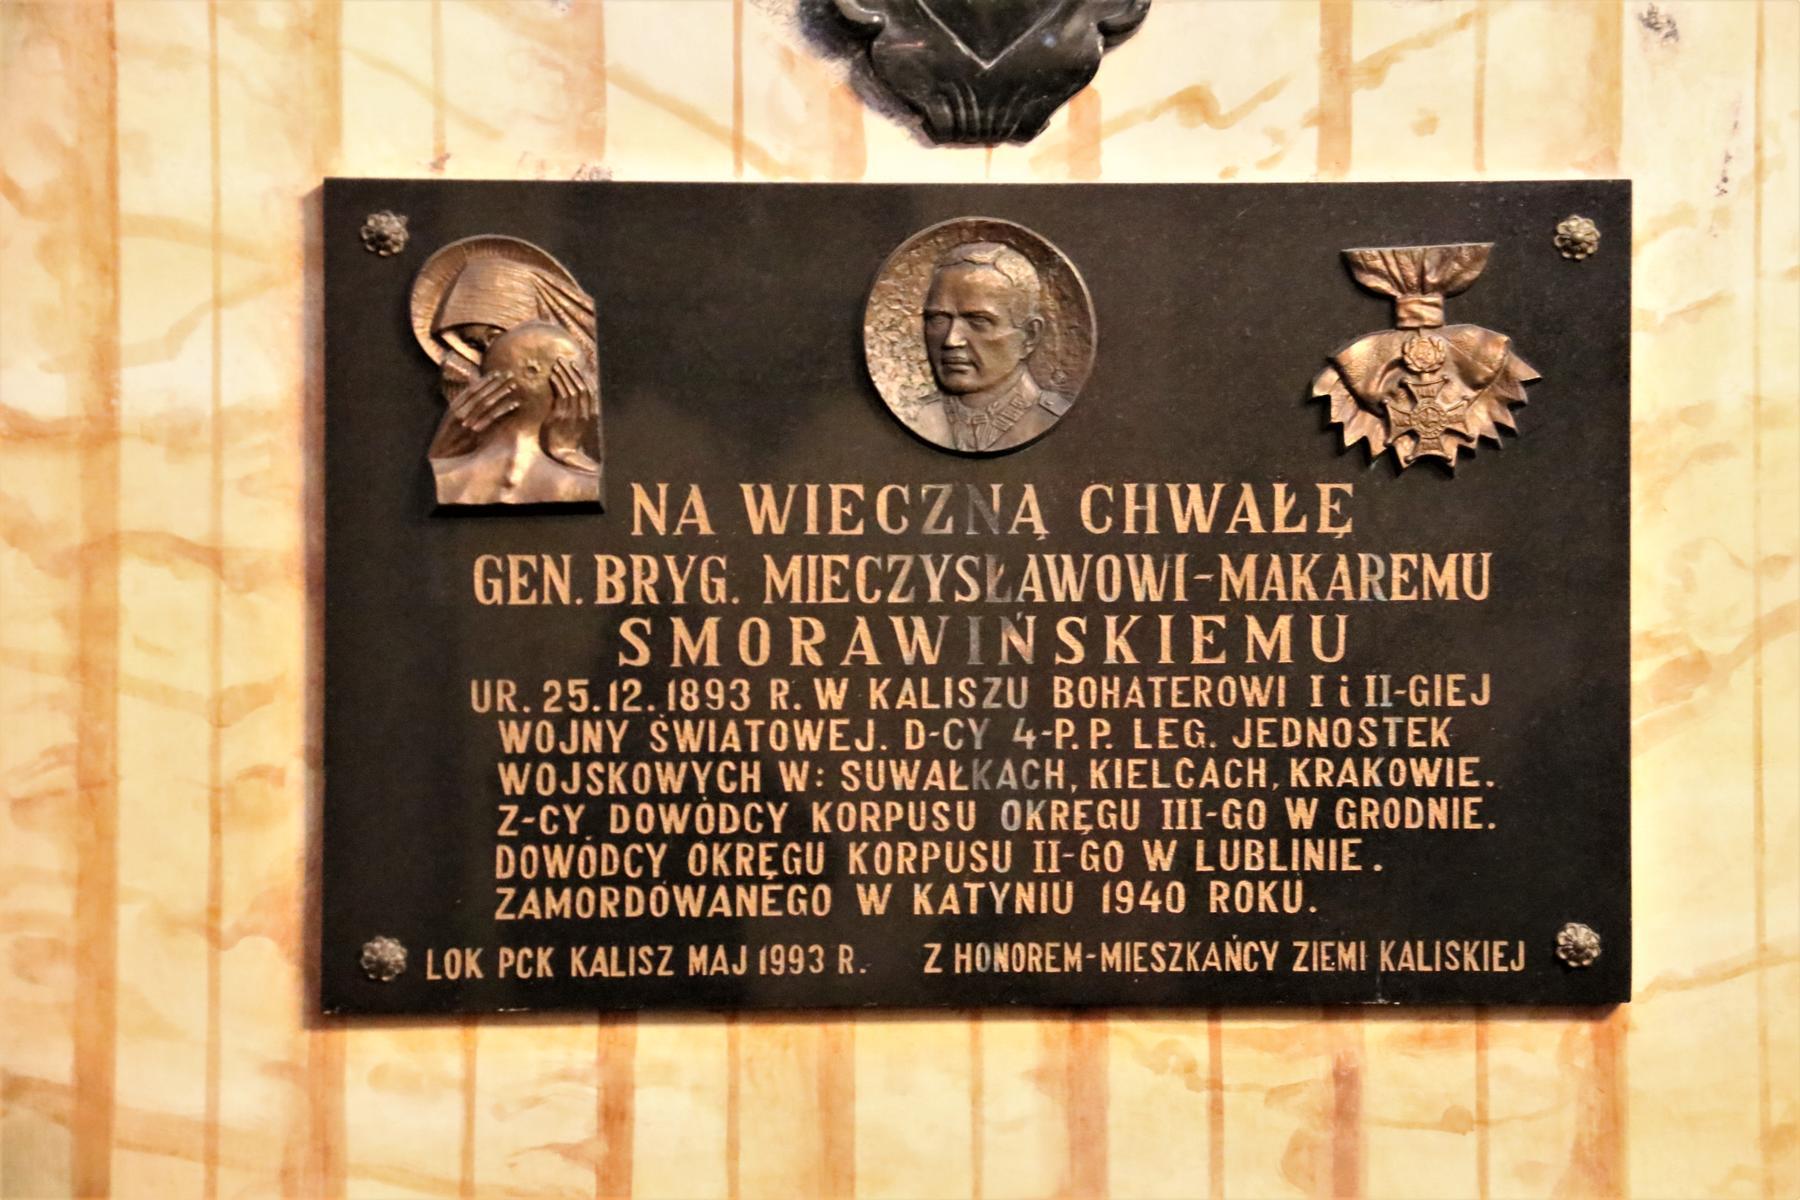 NA WIECZNĄ CHWAŁĘ
GEN. BRYG. MIECZYSŁAWOWI-MAKAREMU
SMORAWIŃSKIEMU
UR. 25.12.1893 R. W KALISZU BOHATEROWI I i II-GIEJ
WOJNY ŚWIATOWEJ. D-CY 4-P.P. LEG. JEDNOSTEK
WOJSKOWYCH W: SUWAŁKACH, KIELCACH, KRAKOWIE.
Z-CY DOWÓDCY KORPUSU OKRĘGU III-GO W GRODNIE.
DOWÓDCY OKRĘGU KORPUSU II-GO W LUBLINIE.
ZAMORDOWANEGO W KATYNIU 1940 ROKU.
LOK PCK KALISZ MAJ 1993 R. Z HONOREM-MIESZKAŃCY ZIEMI KALISKIEJ